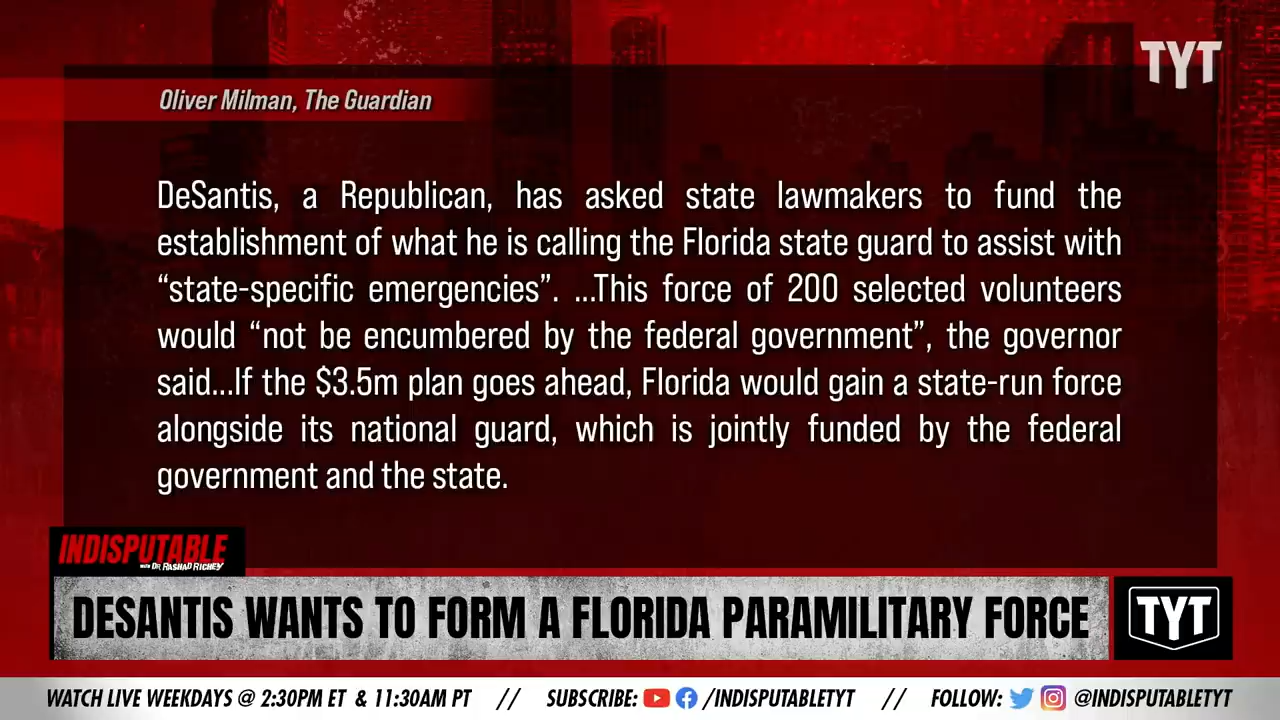 TYT
Oliver Milman, The Guardian
DeSantis, a Republican, has asked state lawmakers to fund the
establishment of what he is calling the Florida state guard to assist with
“state-specific emergencies”. ...This force of 200 selected volunteers
would “not be encumbered by the federal government”, the governor
said...If the $3.5m plan goes ahead, Florida would gain a state-run force
alongside its national guard, which is jointly funded by the federal
government and the state.
INDISPUTABLE
WITH DR. RASHAD RICHEY
DESANTIS WANTS TO FORM A FLORIDA PARAMILITARY FORCE
TYT
WATCH LIVE WEEKDAYS @ 2:30PM ET & 11:30AM PT // SUBSCRIBE: /INDISPUTABLETYT // FOLLOW: @INDISPUTABLETYT